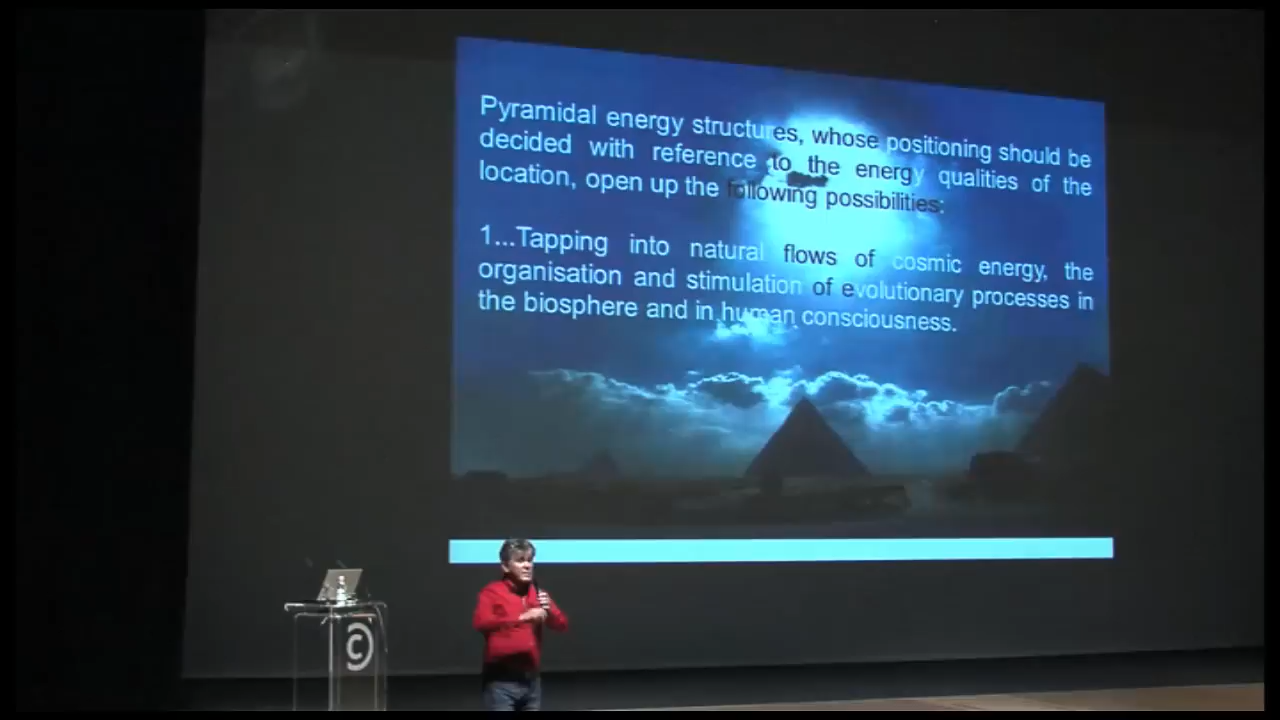 Pyramidal energy structures, whose positioning should be
decided with reference to the energy qualities of the
location, open up the following possibilities:
1...Tapping into natural flows of cosmic energy, the
organisation and stimulation of evolutionary processes in
the biosphere and in human consciousness.
©